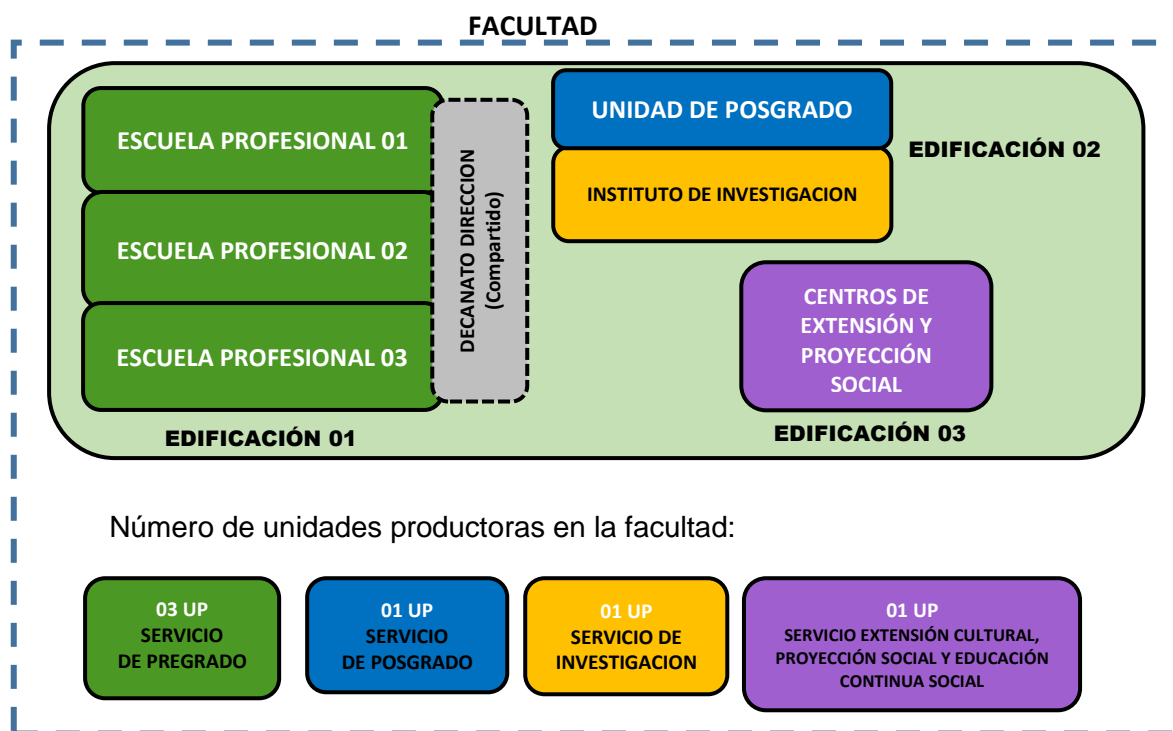 FACULTAD
ESCUELA PROFESIONAL 01
ESCUELA PROFESIONAL 02
ESCUELA PROFESIONAL 03
DECANATO DIRECCION
(Compartido)
EDIFICACIÓN 01
UNIDAD DE POSGRADO
INSTITUTO DE INVESTIGACION
EDIFICACIÓN 02
CENTROS DE
EXTENSIÓN Y
PROYECCIÓN
SOCIAL
EDIFICACIÓN 03
Número de unidades productoras en la facultad:
03 UP
SERVICIO
DE PREGRADO
01 UP
SERVICIO
DE POSGRADO
01 UP
SERVICIO DE
INVESTIGACION
01 UP
SERVICIO EXTENSIÓN CULTURAL,
PROYECCIÓN SOCIAL Y EDUCACIÓN
CONTINUA SOCIAL